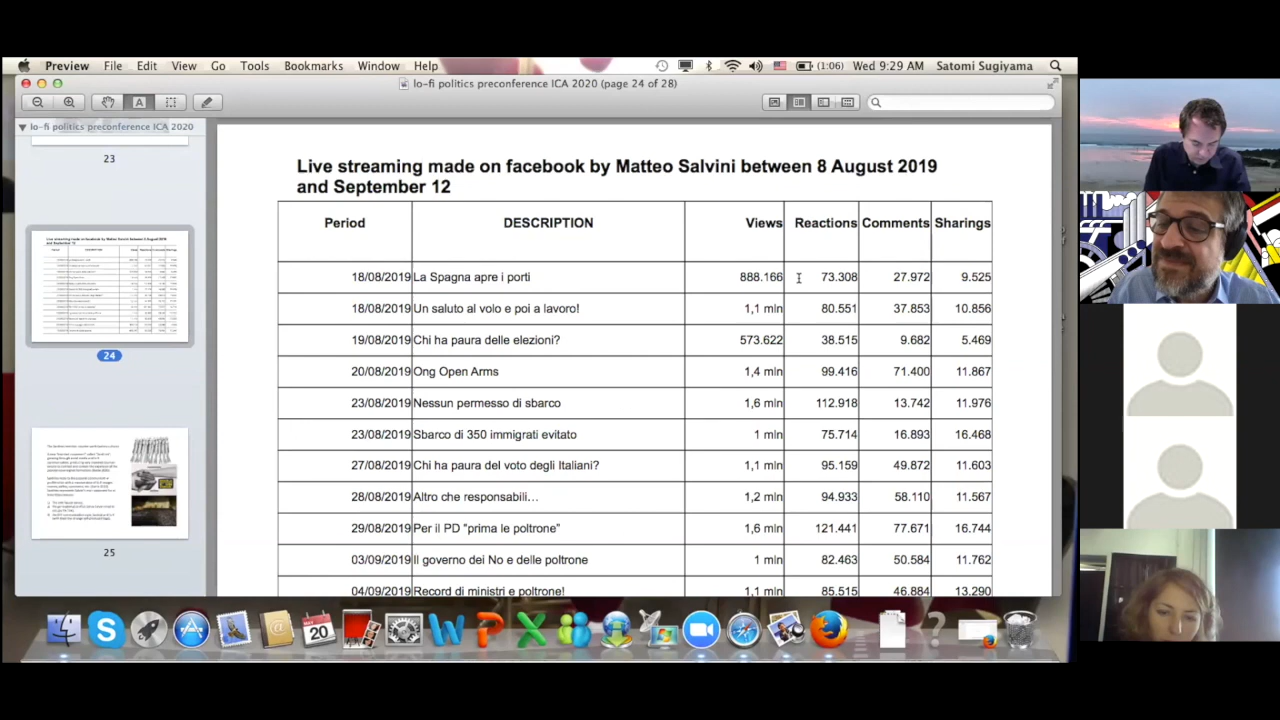 Preview File Edit View Go Tools Bookmarks Window Help (1:06) Wed 9:29 AM Satomi Sugiyama
lo-fi politics preconference ICA 2020 (page 24 of 28)
lo-fi politics preconference ICA 2020
23
24
25
Live streaming made on facebook by Matteo Salvini between 8 August 2019
and September 12
Period DESCRIPTION Views Reactions Comments Sharings
18/08/2019 La Spagna apre i porti 888.166 73.308 27.972 9.525
18/08/2019 Un saluto al volo e poi a lavoro! 1,1 mln 80.551 37.853 10.856
19/08/2019 Chi ha paura delle elezioni? 573.622 38.515 9.682 5.469
20/08/2019 Ong Open Arms 1,4 mln 99.416 71.400 11.867
23/08/2019 Nessun permesso di sbarco 1,6 mln 112.918 13.742 11.976
23/08/2019 Sbarco di 350 immigrati evitato 1 mln 75.714 16.893 16.468
27/08/2019 Chi ha paura del voto degli Italiani? 1,1 mln 95.159 49.872 11.603
28/08/2019 Altro che responsabili... 1,2 mln 94.933 58.110 11.567
29/08/2019 Per il PD "prima le poltrone" 1,6 mln 121.441 77.671 16.744
03/09/2019 Il governo dei No e delle poltrone 1 mln 82.463 50.584 11.762
04/09/2019 Record di ministri e poltrone! 1,1 mln 85.515 46.884 13.290
MAY
20